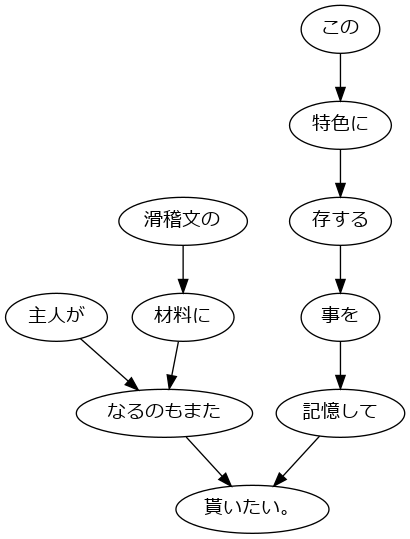 この
特色に
滑稽文の
存する
主人が
材料に
事を
なるのもまた
記憶して
貰いたい。